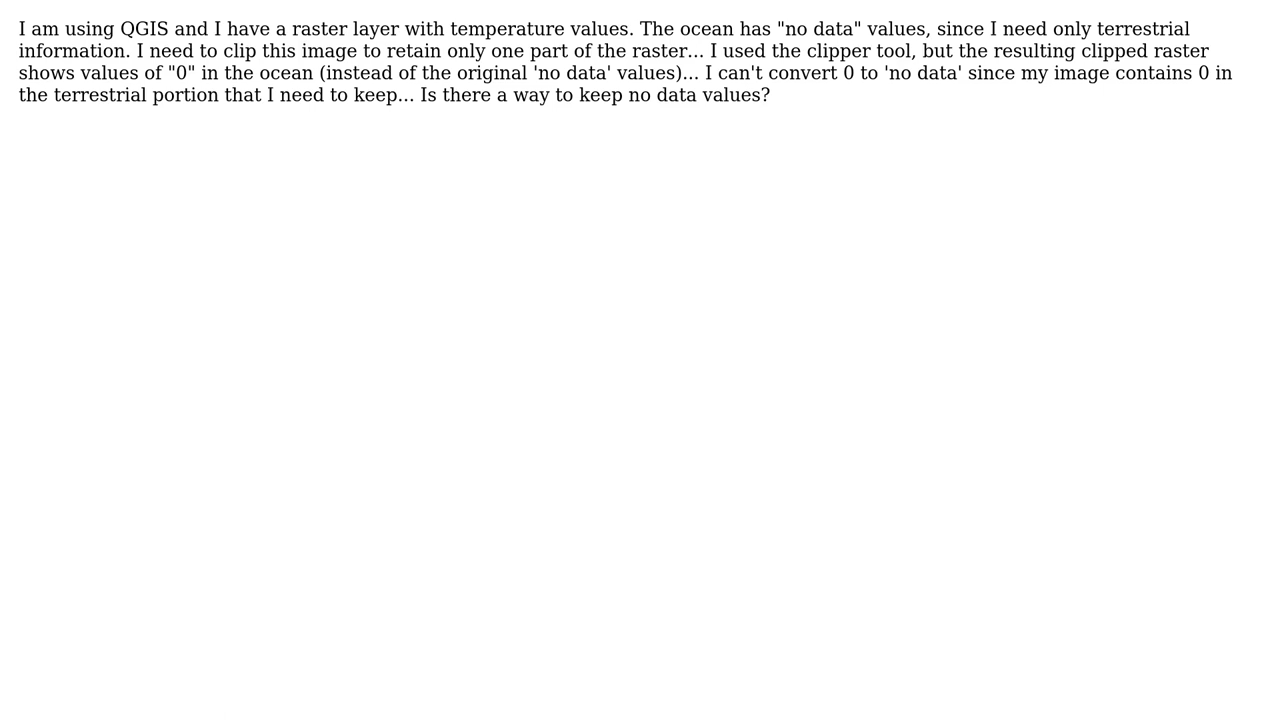 I am using QGIS and I have a raster layer with temperature values. The ocean has "no data" values, since I need only terrestrial
information. I need to clip this image to retain only one part of the raster... I used the clipper tool, but the resulting clipped raster
shows values of "0" in the ocean (instead of the original 'no data' values)... I can't convert 0 to 'no data' since my image contains 0 in
the terrestrial portion that I need to keep... Is there a way to keep no data values?